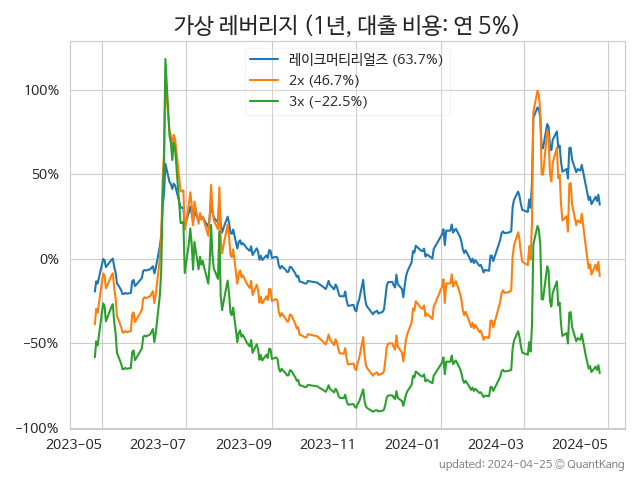 가상 레버리지 (1년, 대출 비용: 연 5%)
레이크머티리얼즈 (63.7%)
2x (46.7%)
3x (−22.5%)
100%
50%
0%
−50%
−100%
2023-05 2023-07 2023-09 2023-11 2024-01 2024-03 2024-05
updated: 2024-04-25 © QuantKang